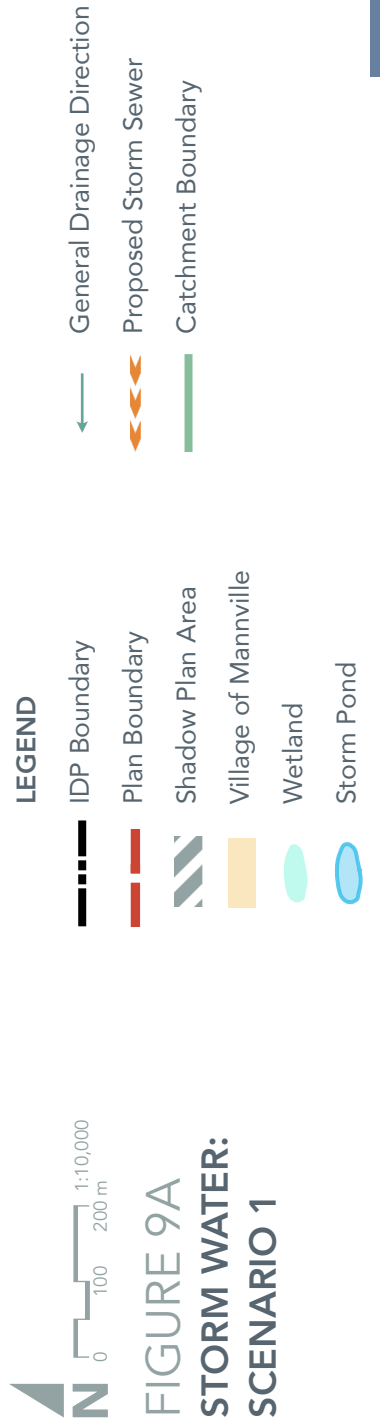 N
0 100 200 m
1:10,000
FIGURE 9A
STORM WATER:
SCENARIO 1
LEGEND
IDP Boundary
Plan Boundary
Shadow Plan Area
Village of Mannville
Wetland
Storm Pond
General Drainage Direction
Proposed Storm Sewer
Catchment Boundary